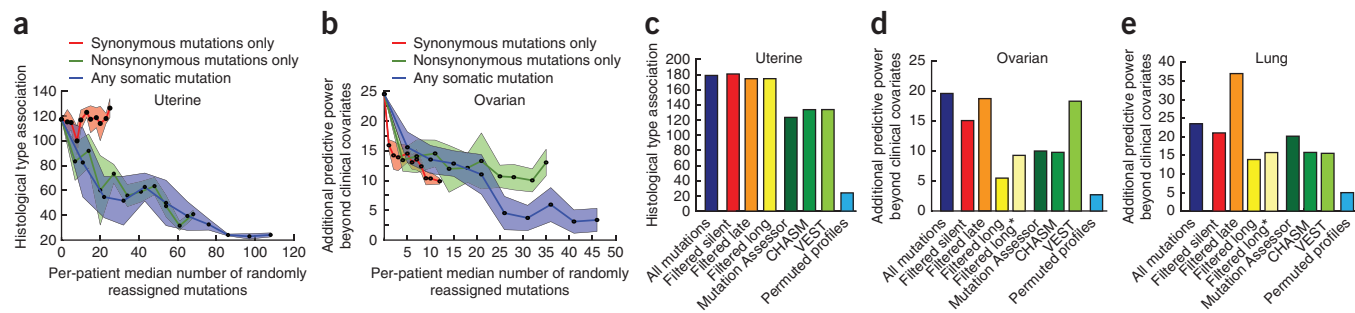 a
Synonymous mutations only
Nonsynonymous mutations only
Any somatic mutation
Uterine
Histological type association
140
120
100
80
60
40
20
0 20 40 60 80 100 120
Per-patient median number of randomly
reassigned mutations
b
Synonymous mutations only
Nonsynonymous mutations only
Any somatic mutation
Ovarian
Additional predictive power
beyond clinical covariates
25
20
15
10
5
0
5 10 15 20 25 30 35 40 45 50
Per-patient median number of randomly
reassigned mutations
c
Uterine
Histological type association
200
180
160
140
120
100
80
60
40
20
0
All mutations
Filtered silent
Filtered late
Filtered long
Mutation Assessor
CHASM
VEST
Permuted profiles
d
Ovarian
Additional predictive power
beyond clinical covariates
25
20
15
10
5
0
All mutations
Filtered silent
Filtered late
Filtered long
Filtered long*
Mutation Assessor
CHASM
VEST
Permuted profiles
e
Lung
Additional predictive power
beyond clinical covariates
40
35
30
25
20
15
10
5
0
All mutations
Filtered silent
Filtered late
Filtered long
Filtered long*
Mutation Assessor
CHASM
VEST
Permuted profiles